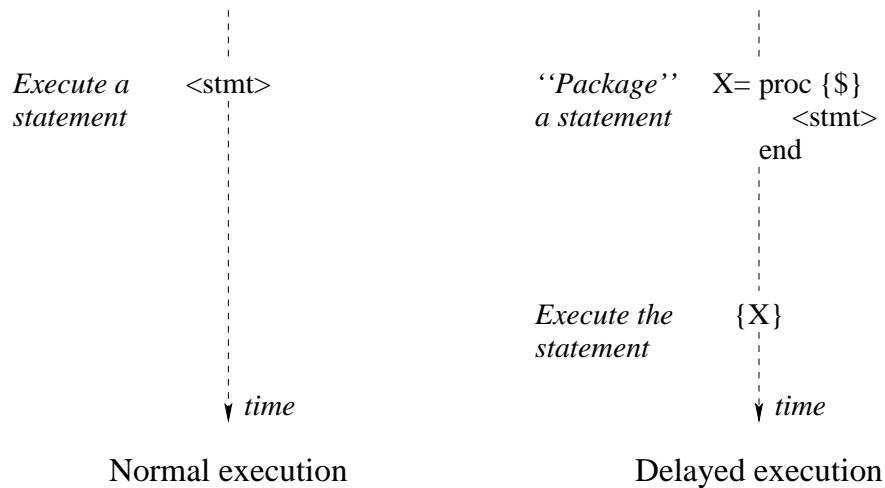 Execute a statement
<stmt>
‘‘Package’’ a statement
X= proc {$}
<stmt>
end
Execute the statement
{X}
time
time
Normal execution
Delayed execution